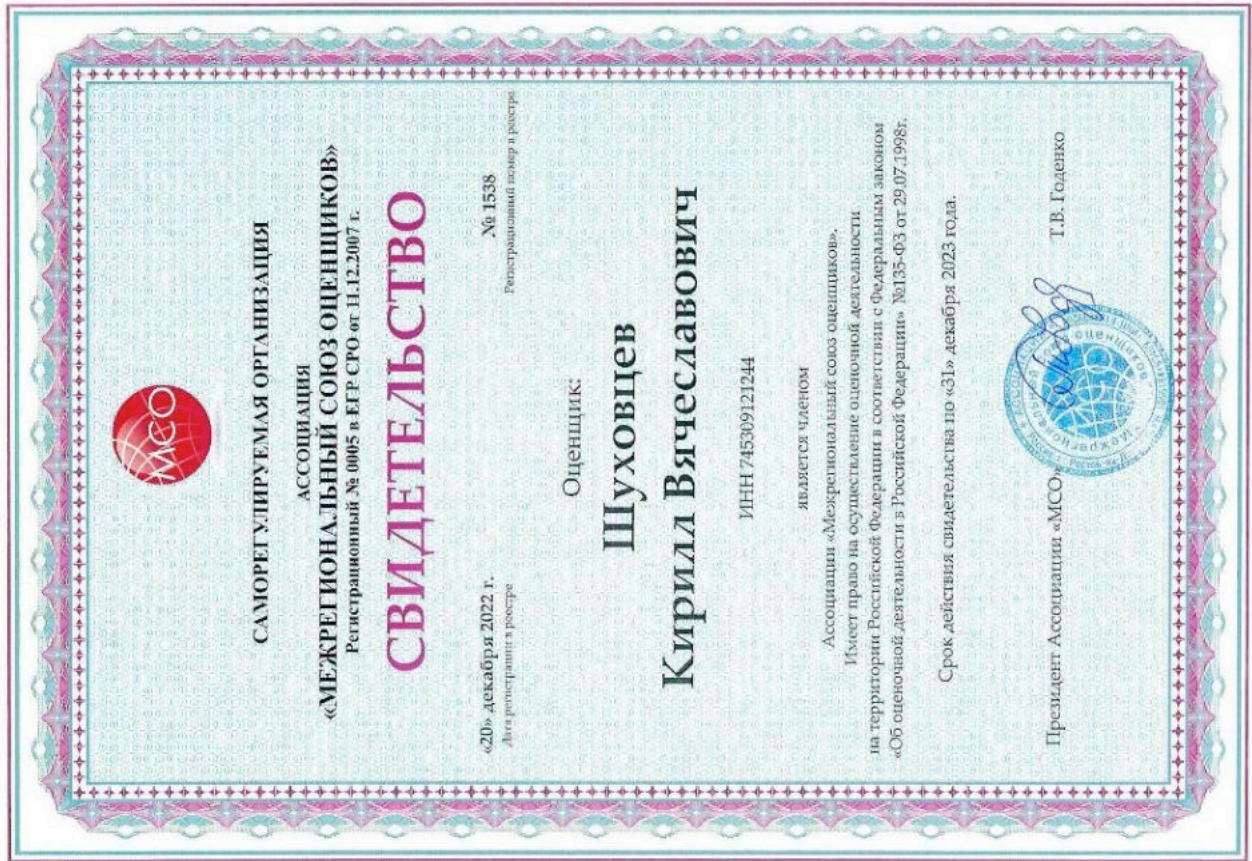 МСО
САМОРЕГУЛИРУЕМАЯ ОРГАНИЗАЦИЯ
АССОЦИАЦИЯ
«МЕЖРЕГИОНАЛЬНЫЙ СОЮЗ ОЦЕНЩИКОВ»
Регистрационный № 0005 в ЕГР СРО от 11.12.2007 г.
СВИДЕТЕЛЬСТВО
«20» декабря 2022 г. № 1538
Дата регистрации в реестре Регистрационный номер в реестре
Оценщик:
Шуховцев
Кирилл Вячеславович
ИНН 745309121244
является членом
Ассоциации «Межрегиональный союз оценщиков».
Имеет право на осуществление оценочной деятельности
на территории Российской Федерации в соответствии с Федеральным законом
«Об оценочной деятельности в Российской Федерации» №135-ФЗ от 29.07.1998г.
Срок действия свидетельства по «31» декабря 2023 года.
Президент Ассоциации «МСО» Т.В. Годенко